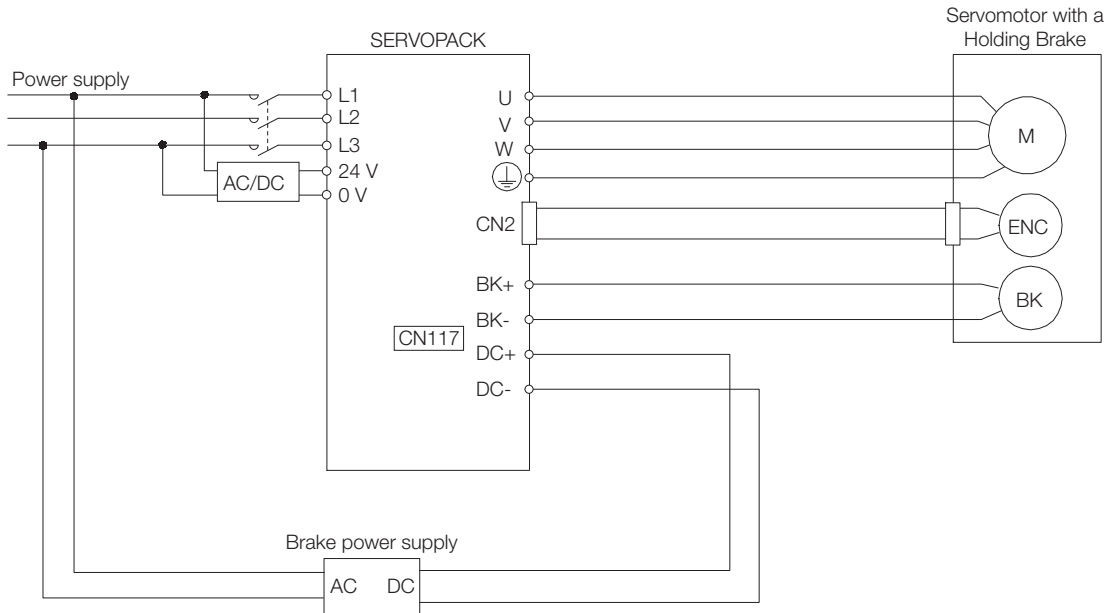 Servomotor with a
Holding Brake
SERVOPACK
Power supply
L1
L2
L3
24 V
0 V
AC/DC
U
V
W
CN2
BK+
BK-
CN117
DC+
DC-
M
ENC
BK
Brake power supply
AC DC